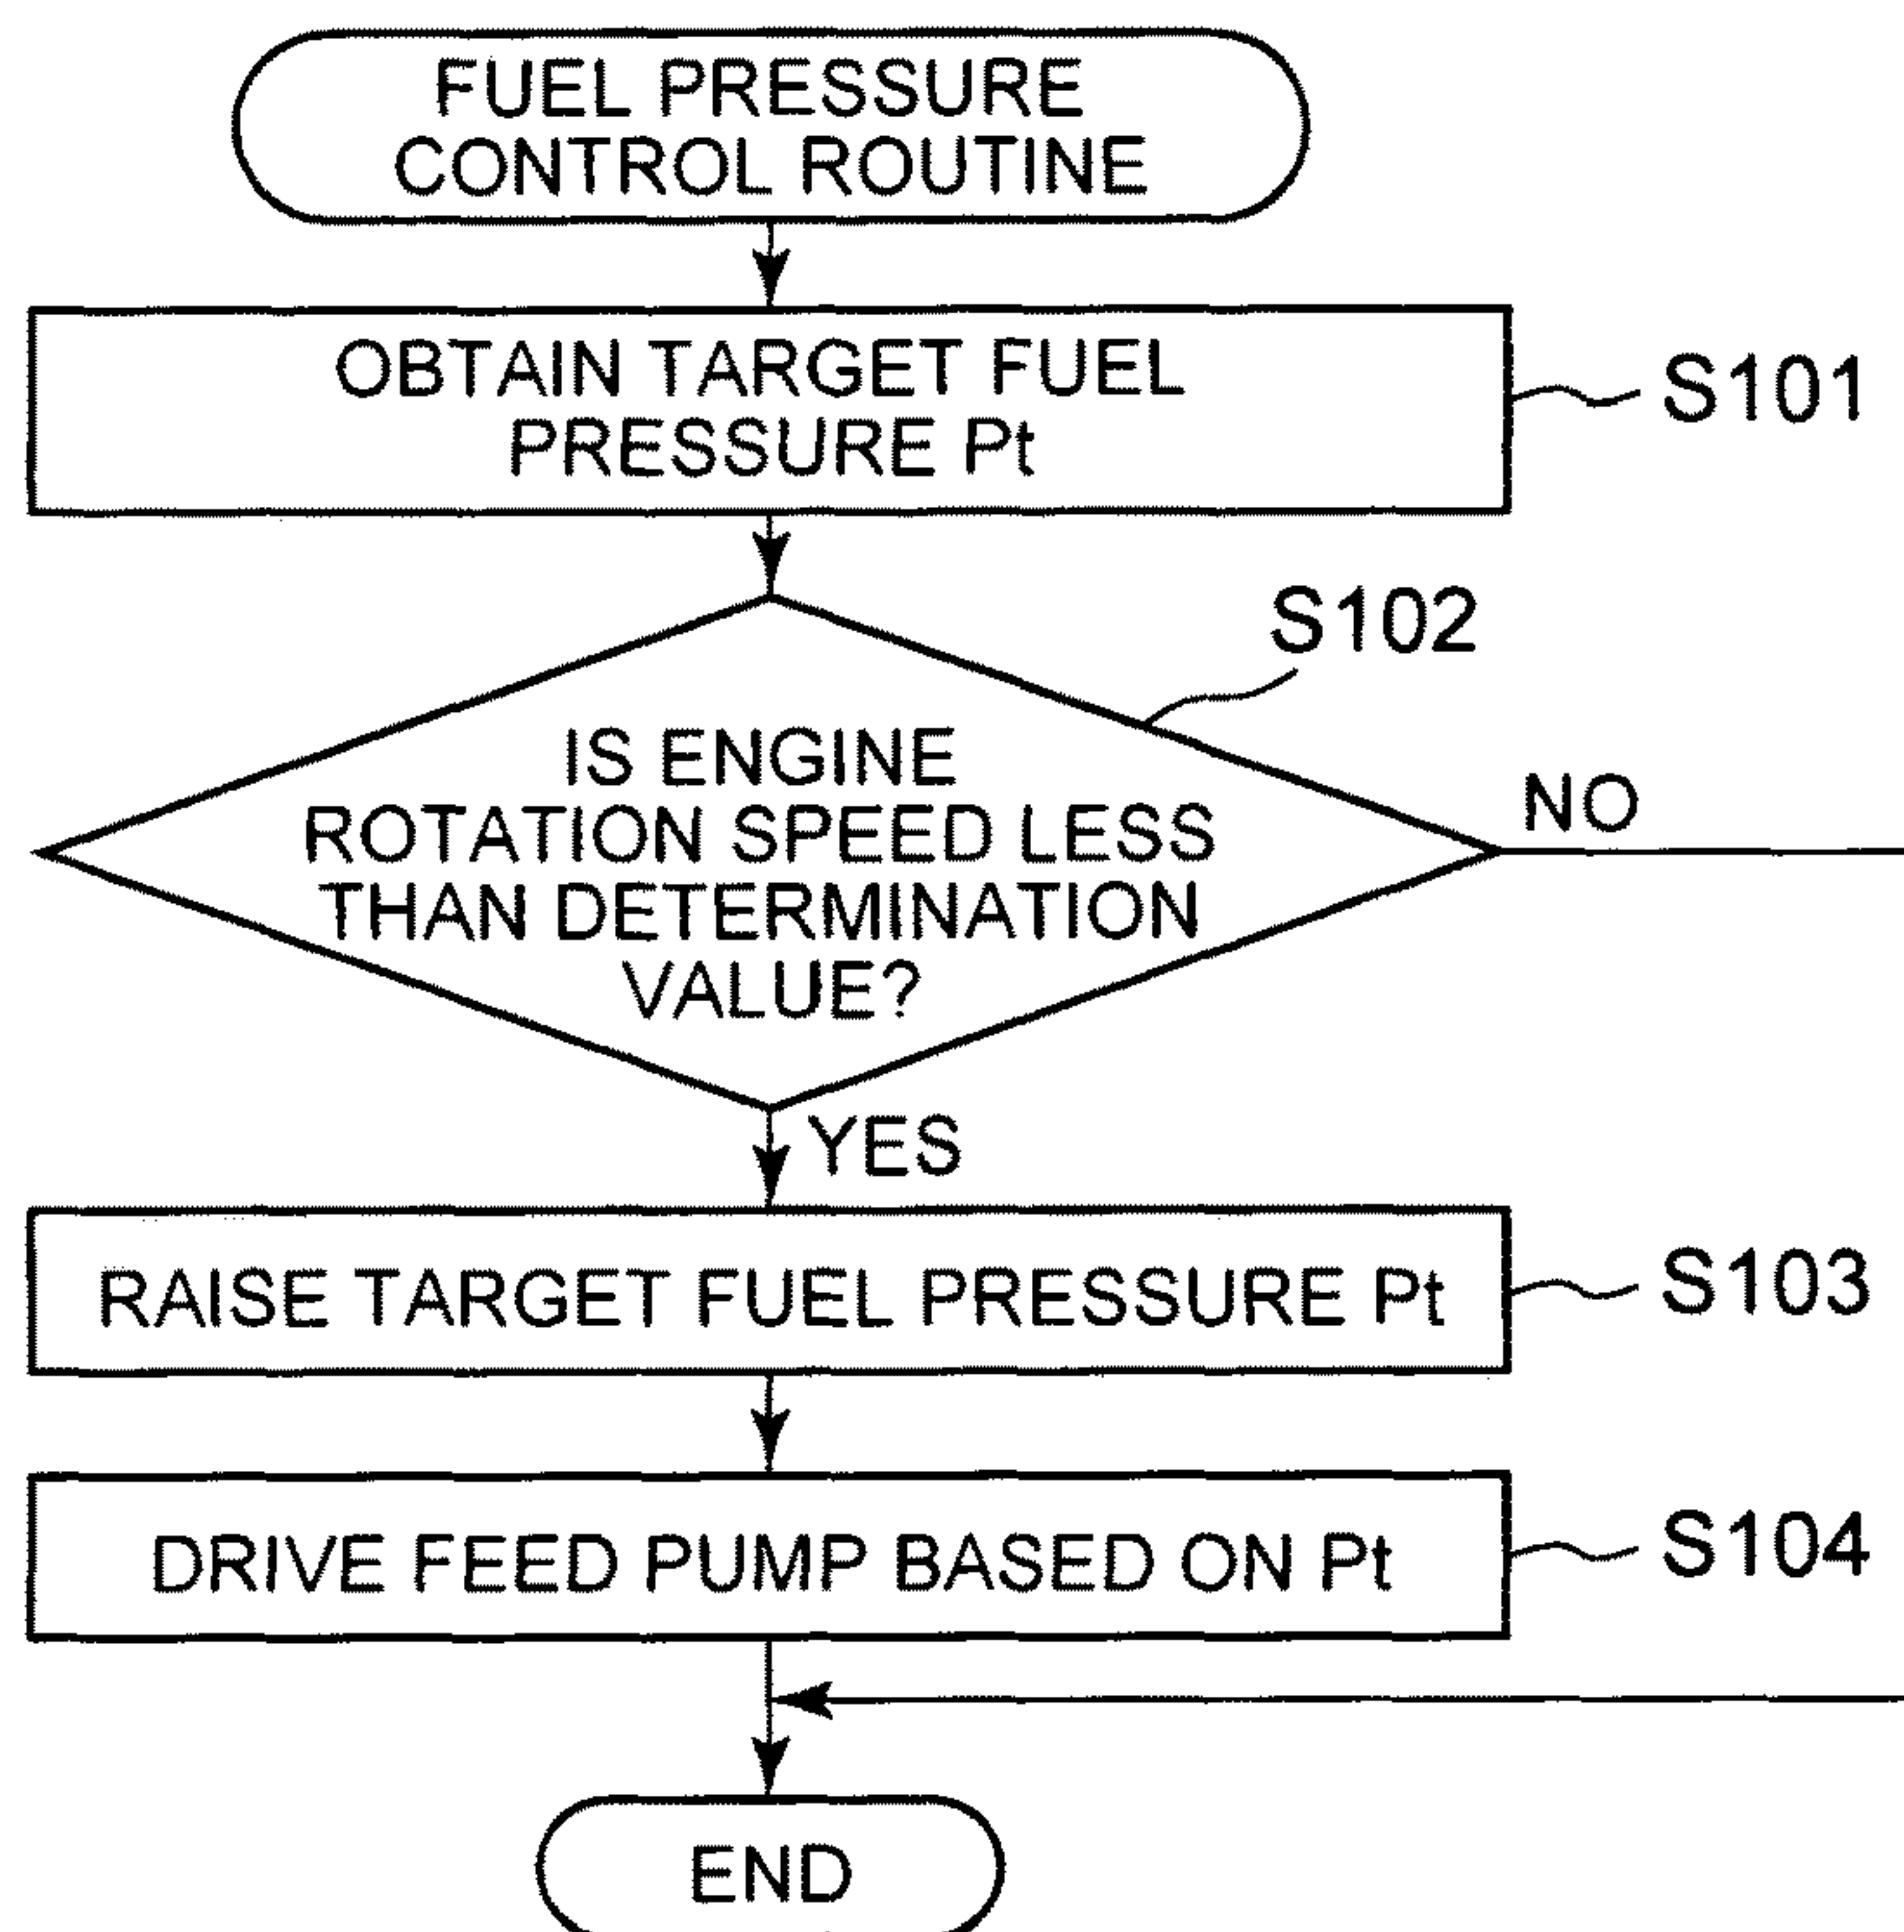 FUEL PRESSURE
CONTROL ROUTINE
OBTAIN TARGET FUEL
PRESSURE Pt
S101
S102
IS ENGINE
ROTATION SPEED LESS
THAN DETERMINATION
VALUE?
NO
YES
RAISE TARGET FUEL PRESSURE Pt
S103
DRIVE FEED PUMP BASED ON Pt
S104
END